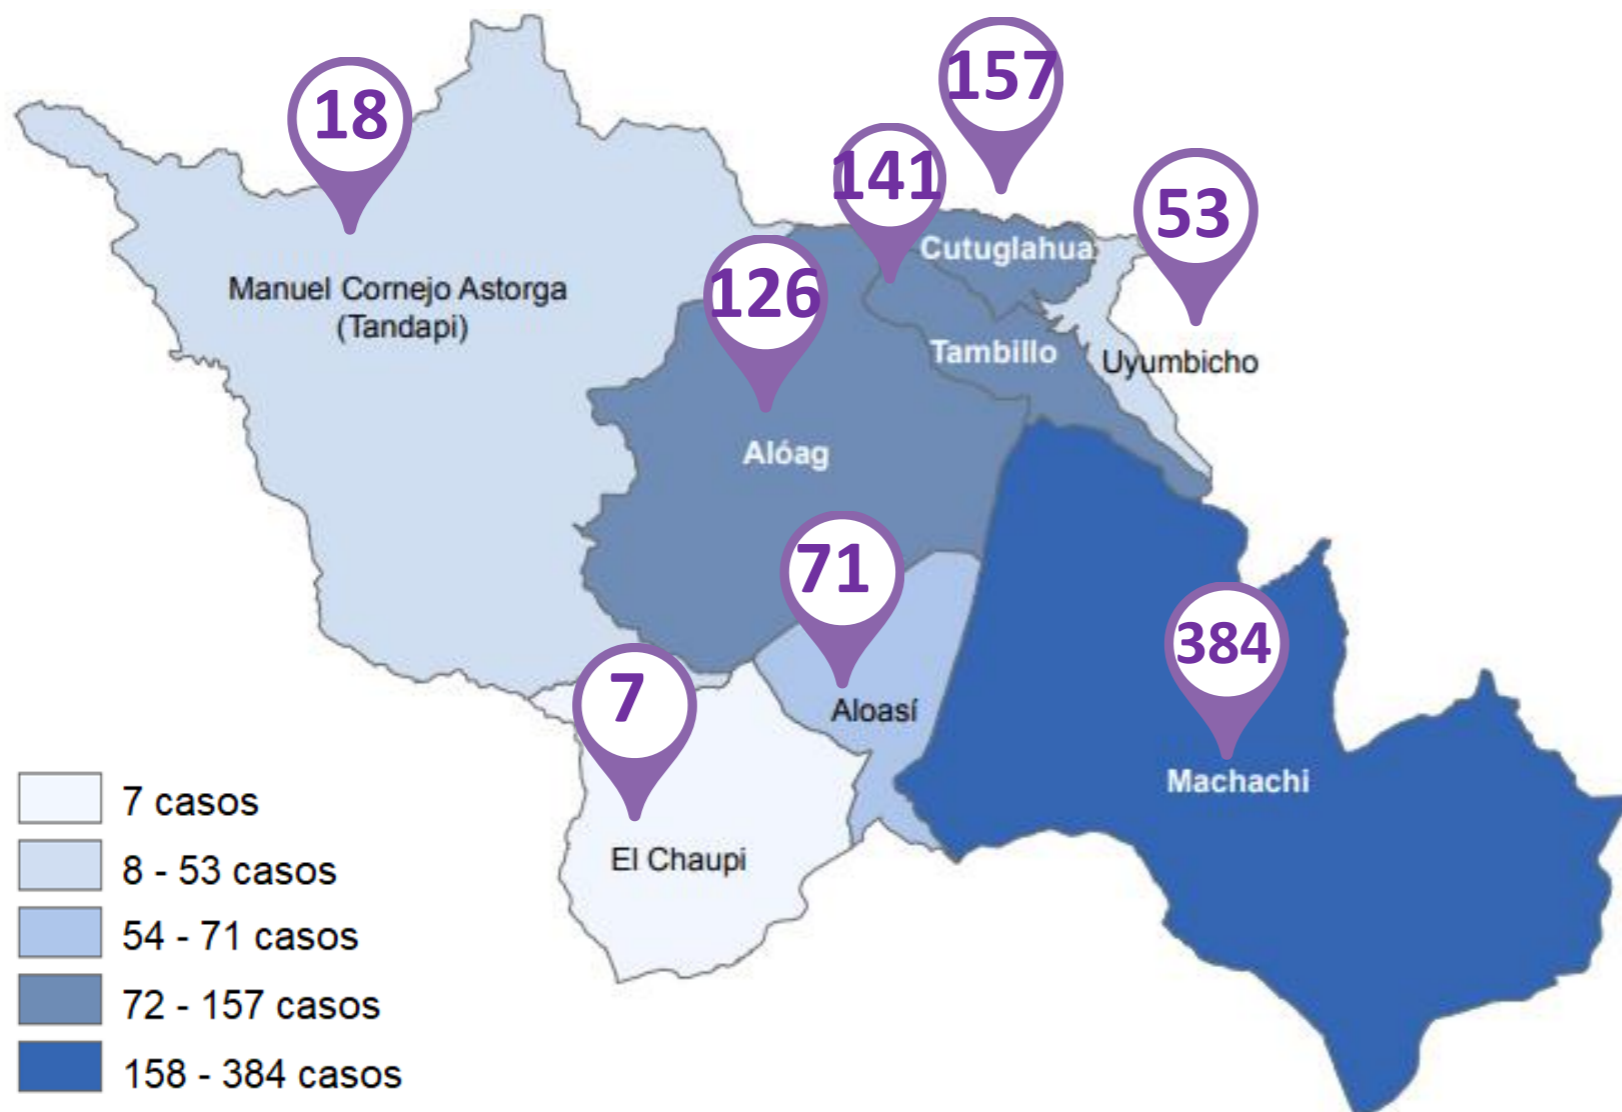 157
18
141
53
Cutuglahua
126
Manuel Cornejo Astorga
(Tandapi)
Tambillo
Uyumbicho
Alóag
71
384
7
Aloasí
Machachi
El Chaupi
7 casos
8 - 53 casos
54 - 71 casos
72 - 157 casos
158 - 384 casos